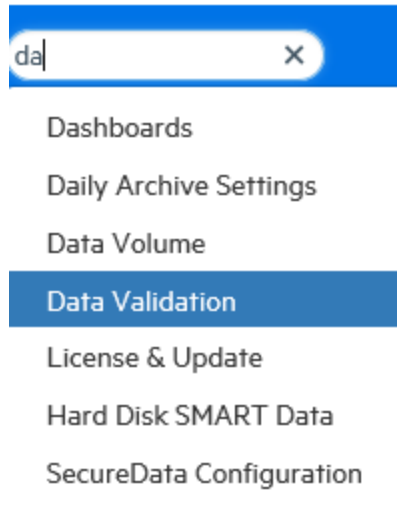 da
Dashboards
Daily Archive Settings
Data Volume
Data Validation
License & Update
Hard Disk SMART Data
SecureData Configuration